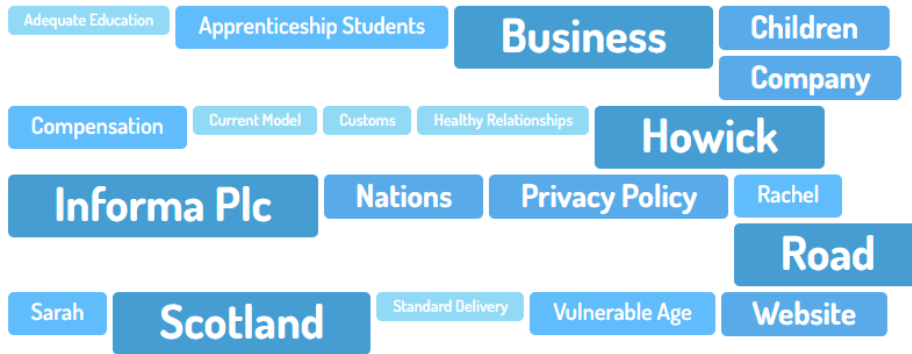 Adequate Education Apprenticeship Students Business Children
Company
Compensation Current Model Customs Healthy Relationships Howick
Informa Plc Nations Privacy Policy Rachel
Road
Sarah Scotland Standard Delivery Vulnerable Age Website